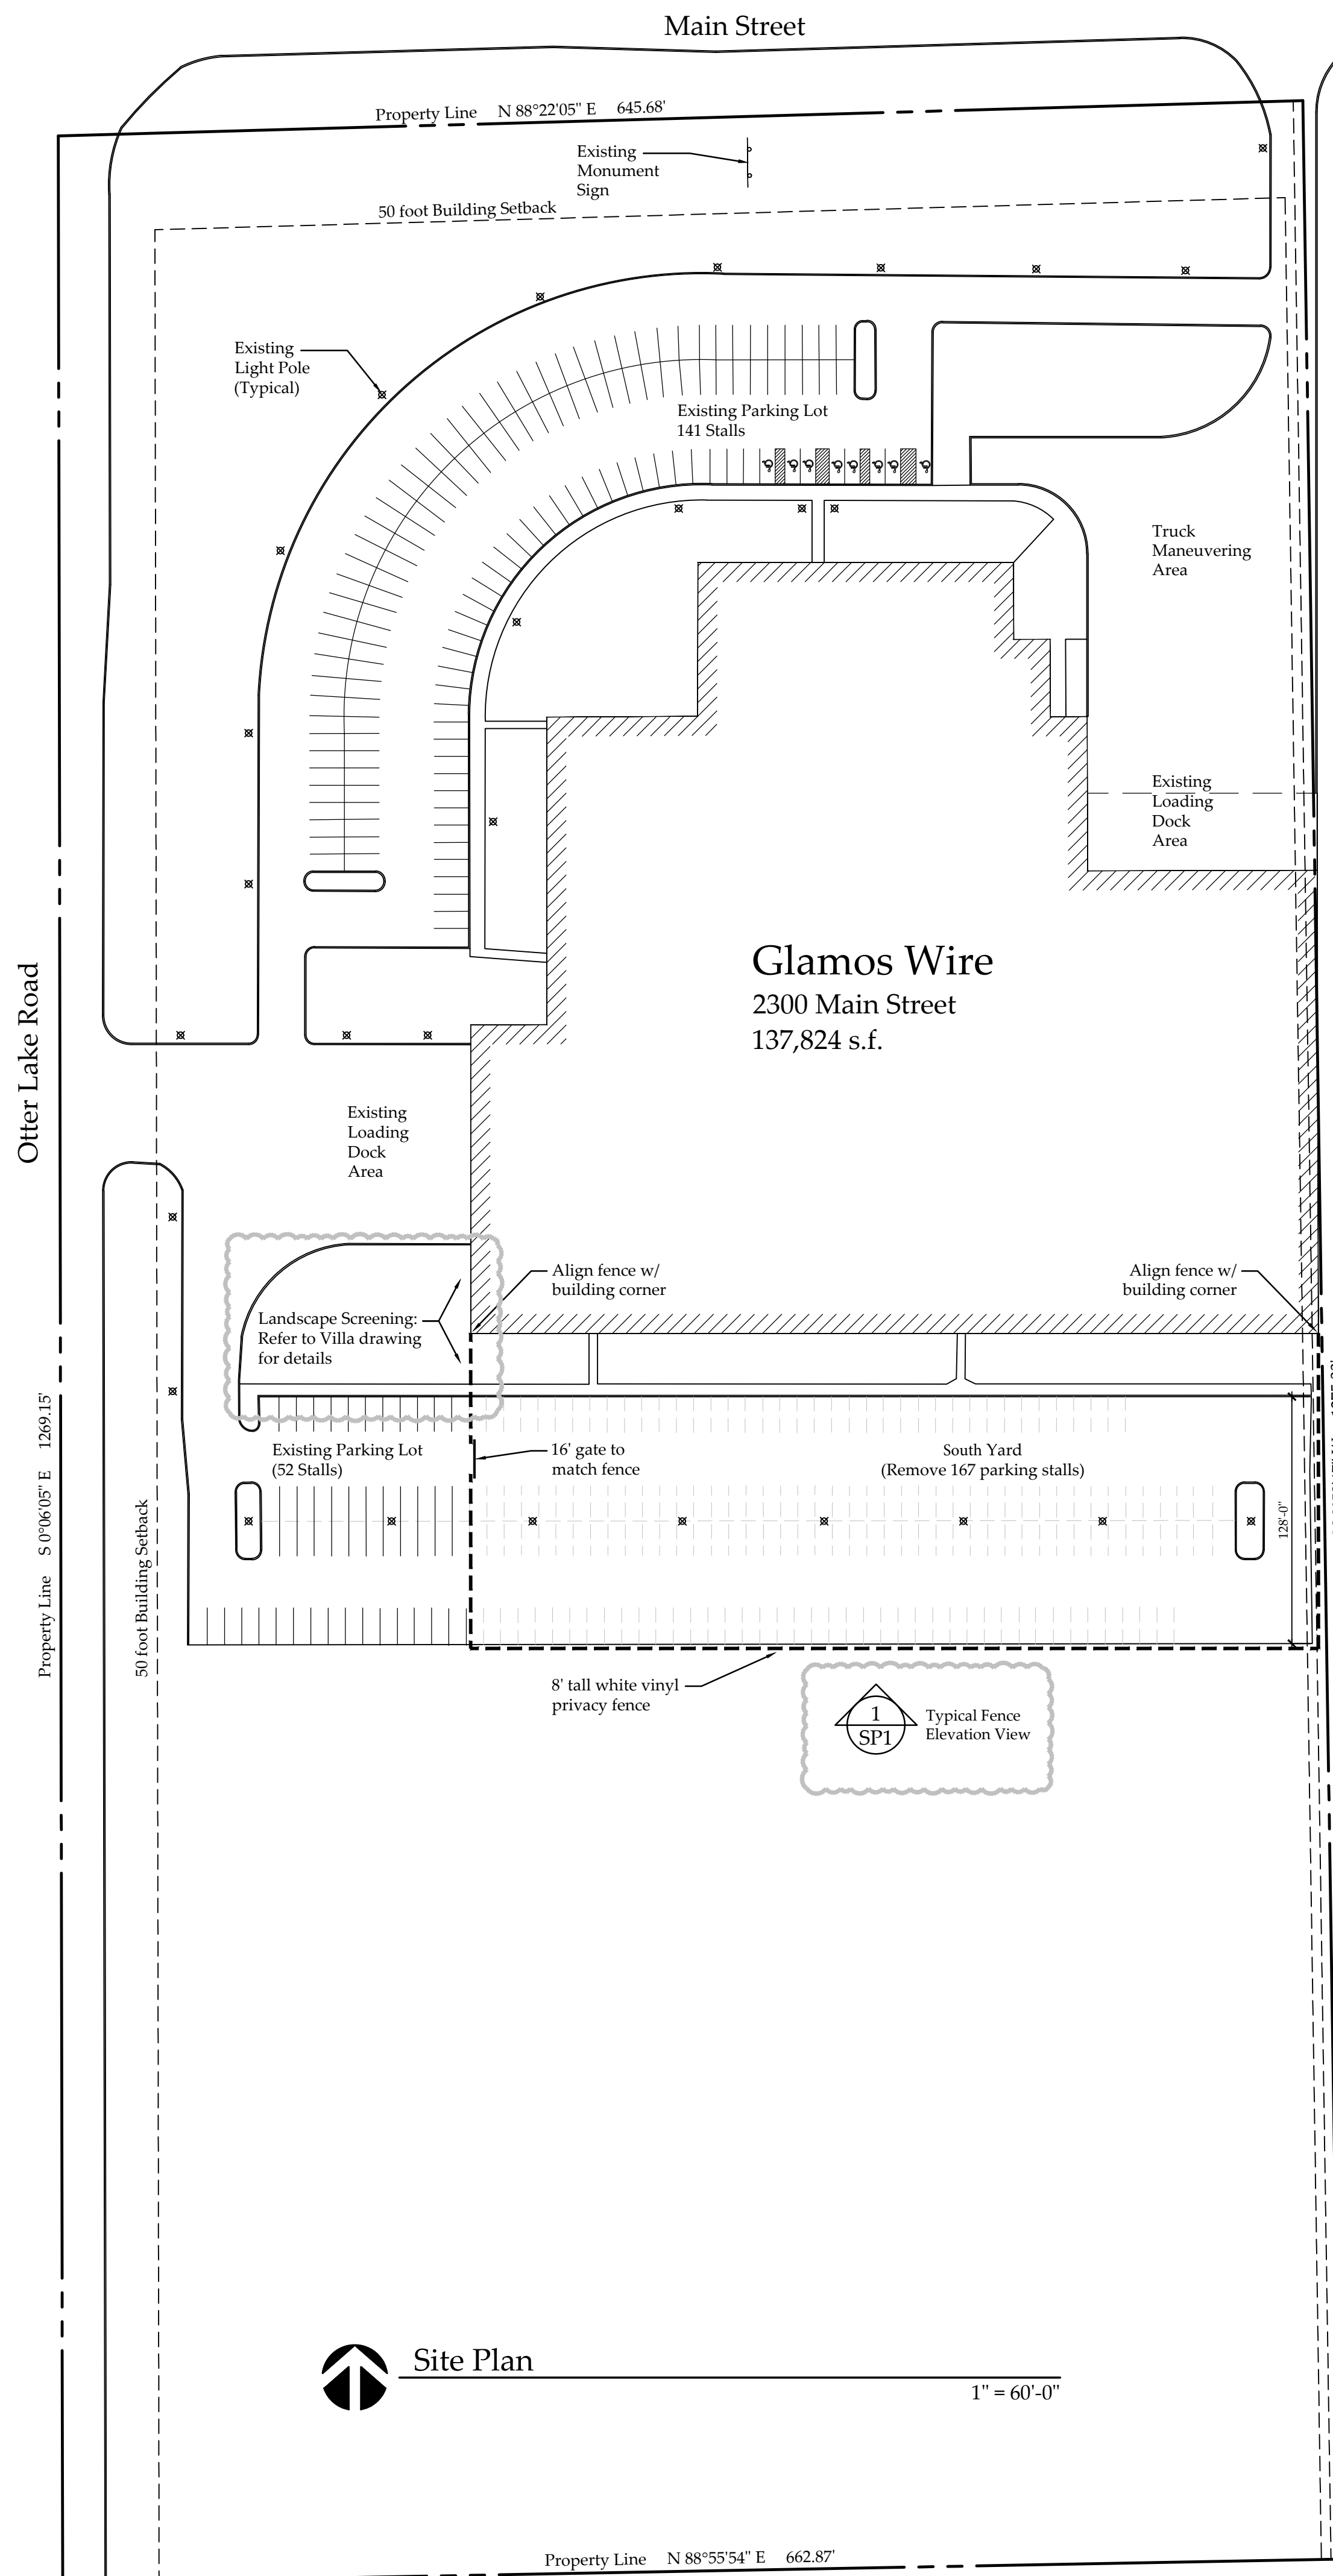 Main Street
Property Line N 88°22'05" E 645.68'
Existing
Monument
Sign
50 foot Building Setback
Existing
Light Pole
(Typical)
Existing Parking Lot
141 Stalls
Truck
Maneuvering
Area
Existing
Loading
Dock
Area
Glamos Wire
2300 Main Street
137,824 s.f.
Otter Lake Road
Existing
Loading
Dock
Area
Align fence w/
building corner
Align fence w/
building corner
Landscape Screening:
Refer to Villa drawing
for details
Property Line S 0°06'05" E 1269.15'
50 foot Building Setback
Existing Parking Lot
(52 Stalls)
16' gate to
match fence
South Yard
(Remove 167 parking stalls)
128'-0"
8' tall white vinyl
privacy fence
1
SP1
Typical Fence
Elevation View
Site Plan
1" = 60'-0"
Property Line N 88°55'54" E 662.87'